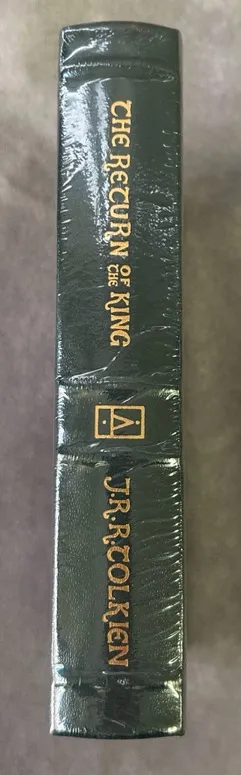 THE RETURN OF THE KING
J.R.R. TOLKIEN